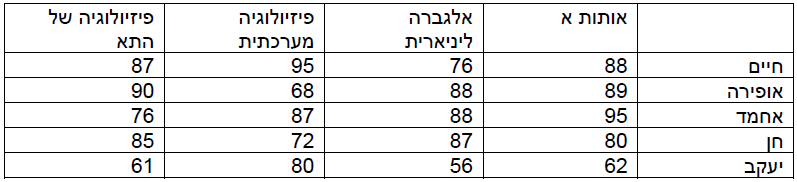 אותות א אלגברה פיזיולוגיה פיזיולוגיה של
ליניארית מערכתית התא
חיים 88 76 95 87
אופירה 89 88 68 90
אחמד 95 88 87 76
חן 80 87 72 85
יעקב 62 56 80 61